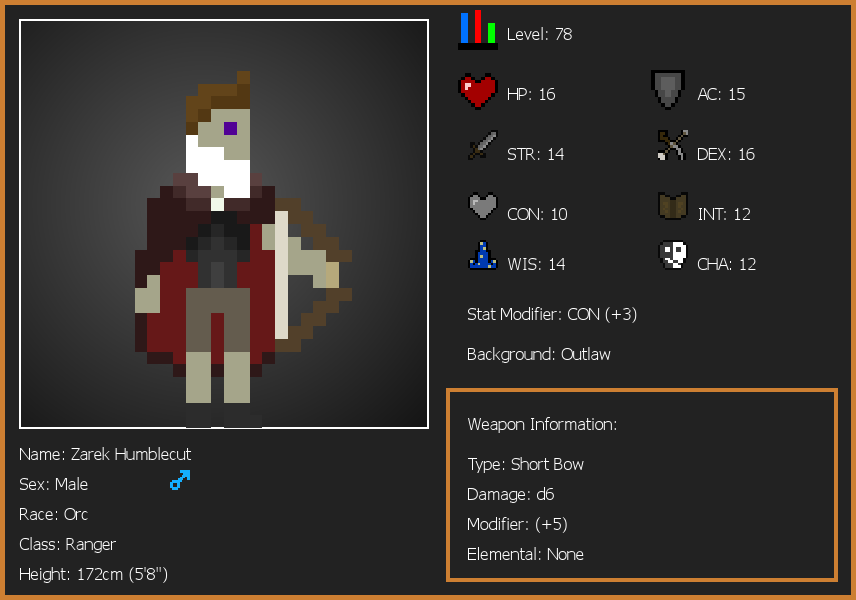 Level: 78
HP: 16
AC: 15
STR: 14
DEX: 16
CON: 10
INT: 12
WIS: 14
CHA: 12
Stat Modifier: CON (+3)
Background: Outlaw
Weapon Information:
Type: Short Bow
Damage: d6
Modifier: (+5)
Elemental: None
Name: Zarek Humblecut
Sex: Male
Race: Orc
Class: Ranger
Height: 172cm (5'8")